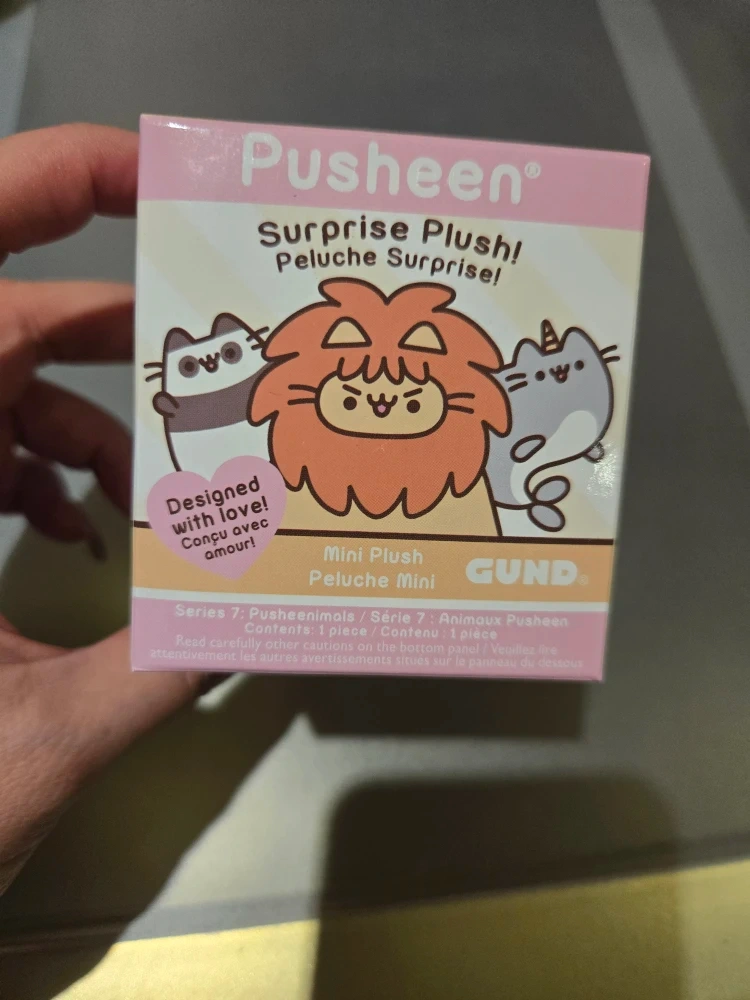 Pusheen®
Surprise Plush!
Peluche Surprise!
Designed
with love!
Conçu avec
amour!
Mini Plush
Peluche Mini
GUND®
Series 7: Pusheenimals / Série 7 : Animaux Pusheen
Contents: 1 piece / Contenu : 1 pièce
Read carefully other cautions on the bottom panel / Veuillez lire
attentivement les autres avertissements situés sur le panneau du dessous